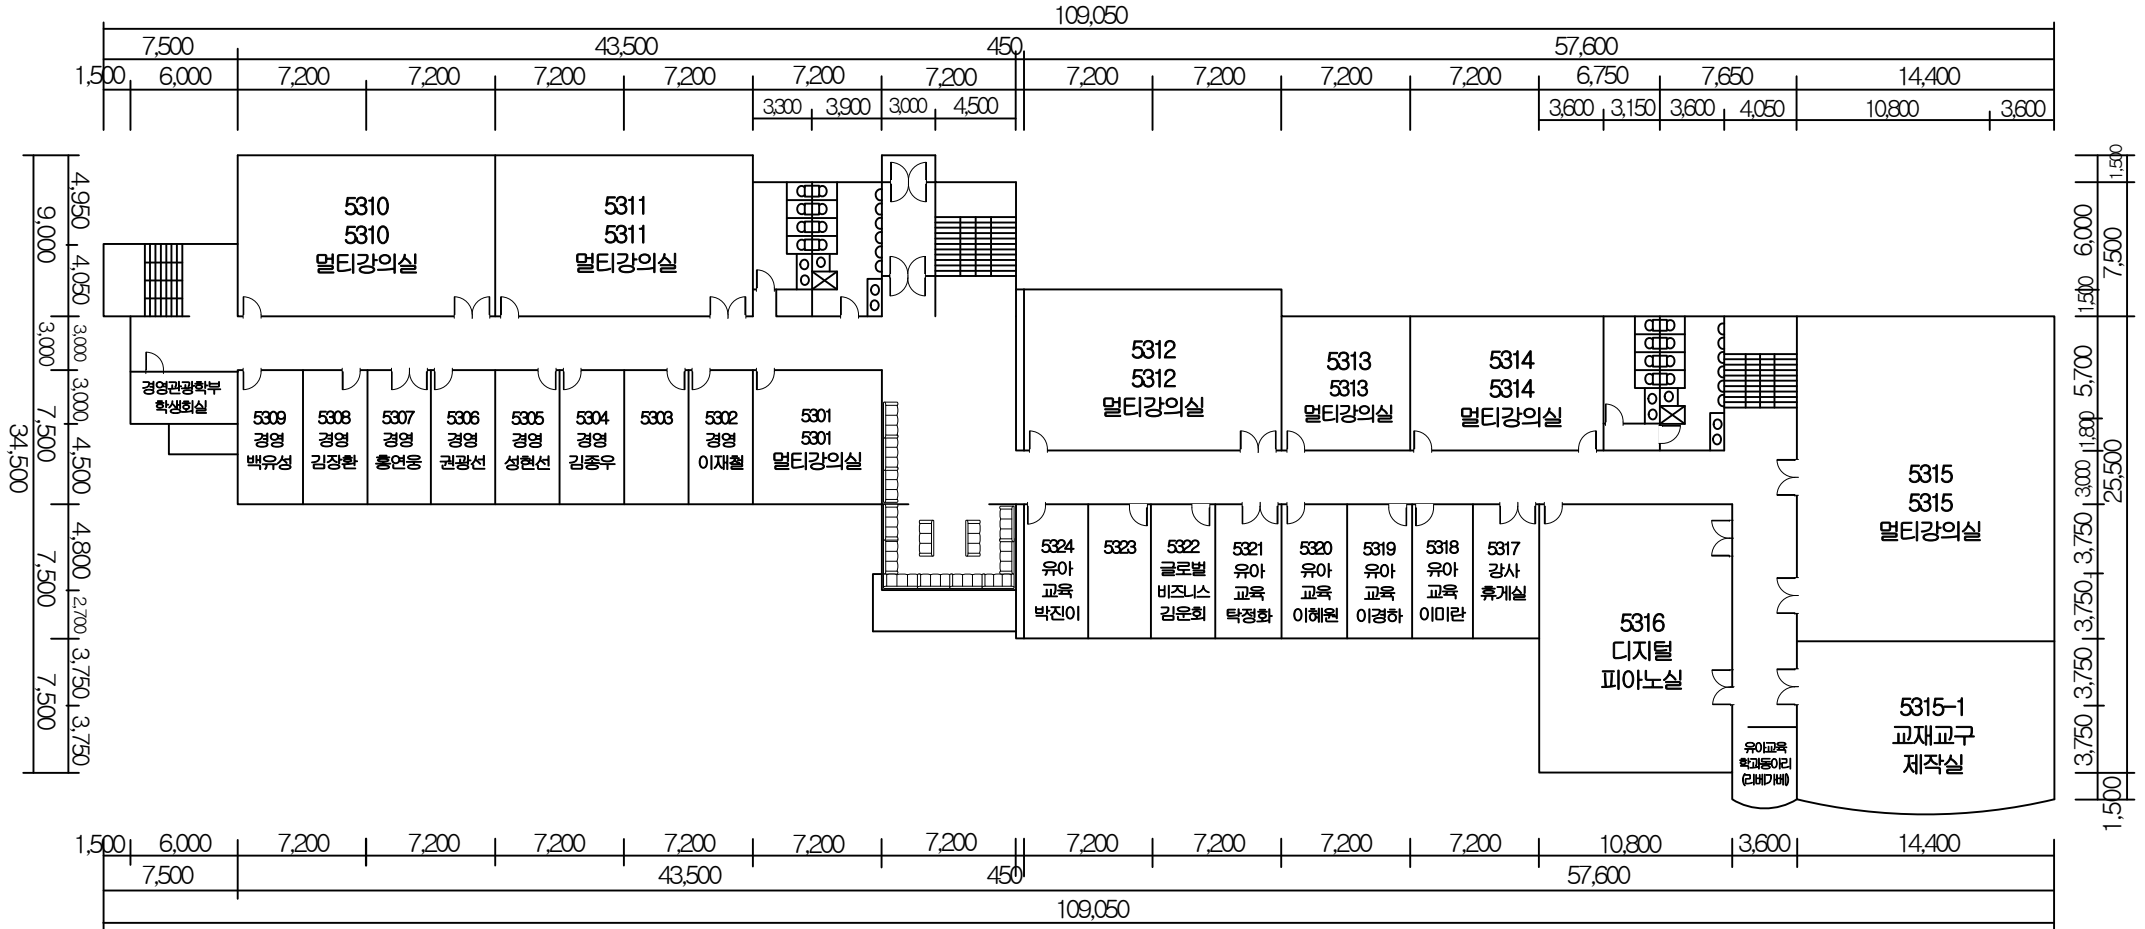 109,050
7,500
43,500
450
57,600
1,500
6,000
7,200
7,200
7,200
7,200
7,200
7,200
7,200
7,200
7,200
7,200
6,750
7,650
14,400
3,300
3,900
3,000
4,500
3,600
3,150
3,600
4,050
10,800
3,600
34,500
9,000
3,000
7,500
7,500
7,500
4,950
4,050
3,000
3,000
4,500
4,800
2,700
3,750
3,750
5310
5310
멀티강의실
5311
5311
멀티강의실
5312
5312
멀티강의실
5313
5313
멀티강의실
5314
5314
멀티강의실
경영관광학부
학생회실
5309
경영
백유성
5308
경영
김장환
5307
경영
홍연웅
5306
경영
권광선
5305
경영
성현선
5304
경영
김종우
5303
5302
경영
이재철
5301
5301
멀티강의실
5315
5315
멀티강의실
5324
유아
교육
박진이
5323
5322
글로벌
비즈니스
김운회
5321
유아
교육
탁정화
5320
유아
교육
이혜원
5319
유아
교육
이경하
5318
유아
교육
이미란
5317
강사
휴게실
5316
디지털
피아노실
5315-1
교재교구
제작실
유아교육
학과동아리
(리베가베)
1,500
6,000
1,500
5,700
1,800
3,000
3,750
3,750
3,750
3,750
7,500
25,500
1,500
1,500
6,000
7,200
7,200
7,200
7,200
7,200
7,200
7,200
7,200
7,200
7,200
10,800
3,600
14,400
7,500
43,500
450
57,600
109,050